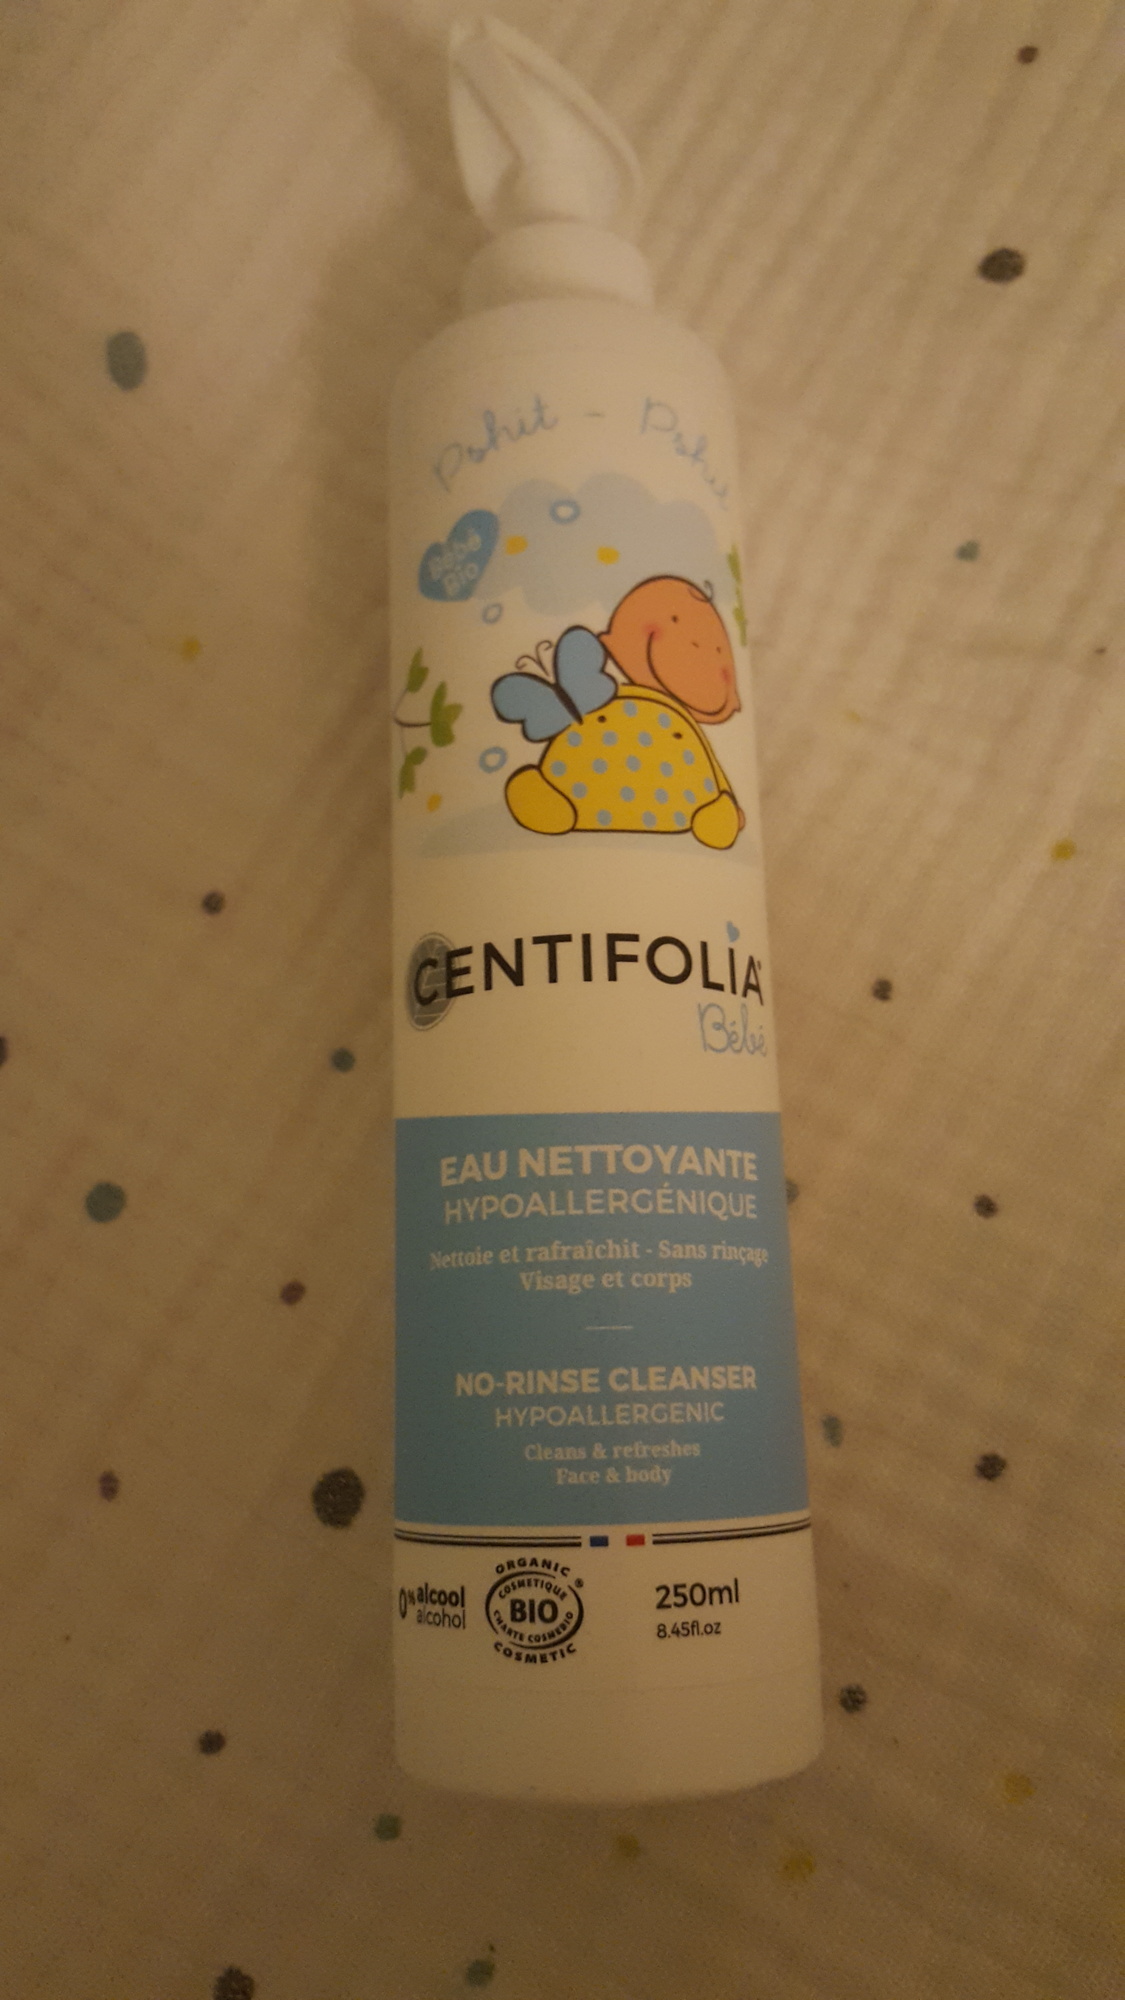 Pshit - Pshi
Bébé
Bio
CENTIFOLIA
Bébé
EAU NETTOYANTE
HYPOALLERGÉNIQUE
Nettoie et rafraîchit - Sans rinçage
Visage et corps
NO-RINSE CLEANSER
HYPOALLERGENIC
Cleans & refreshes
Face & body
0% alcool
alcohol
ORGANIC
COSMETIQUE
BIO
CHARTE COSMEBIO
COSMETIC
250ml
8.45fl.oz